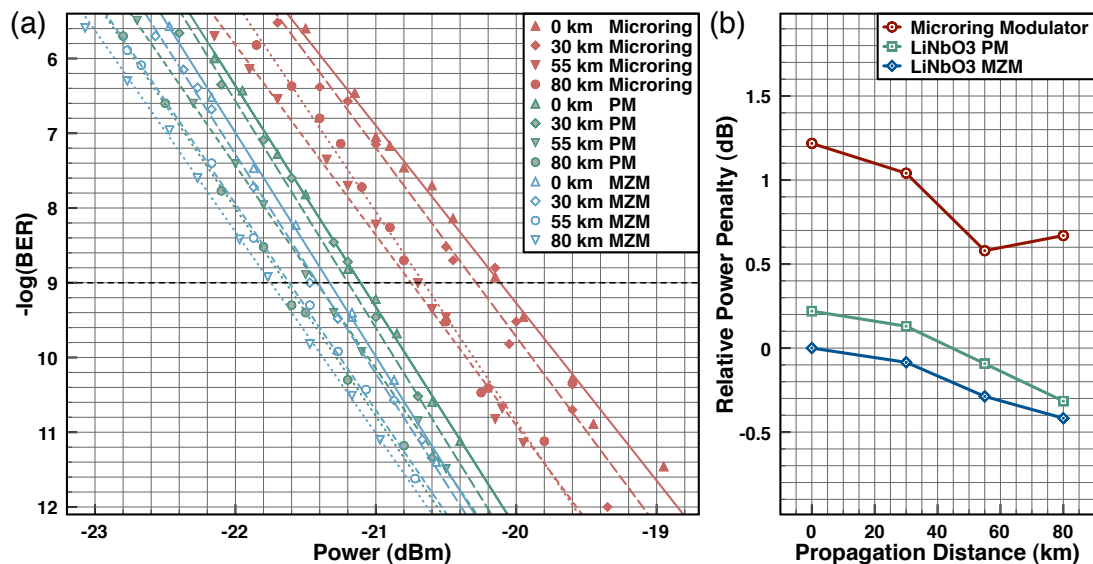 (a)
-log(BER)
6
7
8
9
10
11
12
-23
-22
-21
-20
-19
Power (dBm)
0 km Microring
30 km Microring
55 km Microring
80 km Microring
0 km PM
30 km PM
55 km PM
80 km PM
0 km MZM
30 km MZM
55 km MZM
80 km MZM
(b)
Relative Power Penalty (dB)
1.5
1
0.5
0
-0.5
0
20
40
60
80
Propagation Distance (km)
Microring Modulator
LiNbO3 PM
LiNbO3 MZM